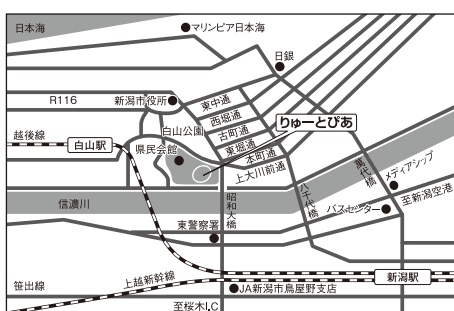 日本海
マリンピア日本海
日銀
R116
新潟市役所
東中通
西堀通
古町通
東堀通
本町通
上大川前通
りゅーとぴあ
白山公園
越後線
白山駅
県民会館
萬代橋
メディアシップ
八千代橋
昭和大橋
信濃川
バスセンター
至新潟空港
東警察署
新潟駅
笹出線
上越新幹線
JA新潟市鳥屋野支店
至桜木I.C